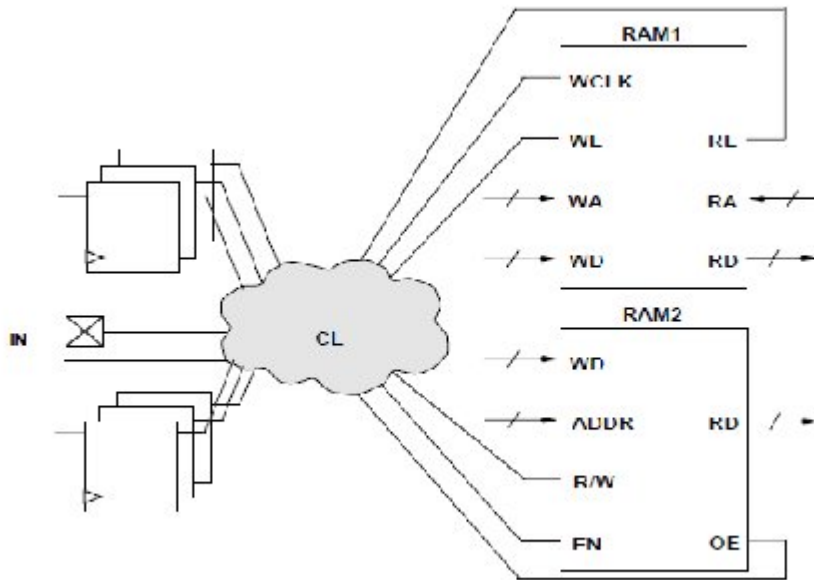 RAM1
WCLK
WE RE
WA RA
WD RD
IN
CL
RAM2
WD
ADDR RD
R/W
EN OE